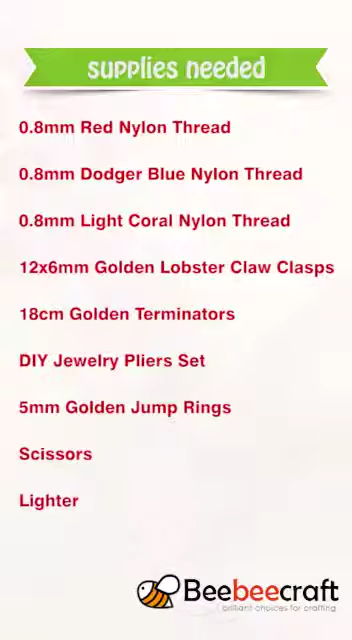 supplies needed
0.8mm Red Nylon Thread
0.8mm Dodger Blue Nylon Thread
0.8mm Light Coral Nylon Thread
12x6mm Golden Lobster Claw Clasps
18cm Golden Terminators
DIY Jewelry Pliers Set
5mm Golden Jump Rings
Scissors
Lighter
Beebeecraft
brilliant choices for crafting